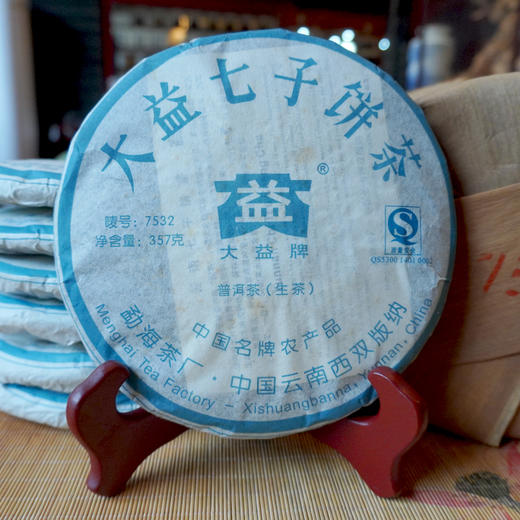 大益七子饼茶
益
®
大益牌
唛号：7532
净含量：357克
普洱茶（生茶）
QS5300 1401 0002
中国名牌农产品
勐海茶厂·中国云南西双版纳
Menghai Tea Factory - Xishuangbanna, Yunnan, China